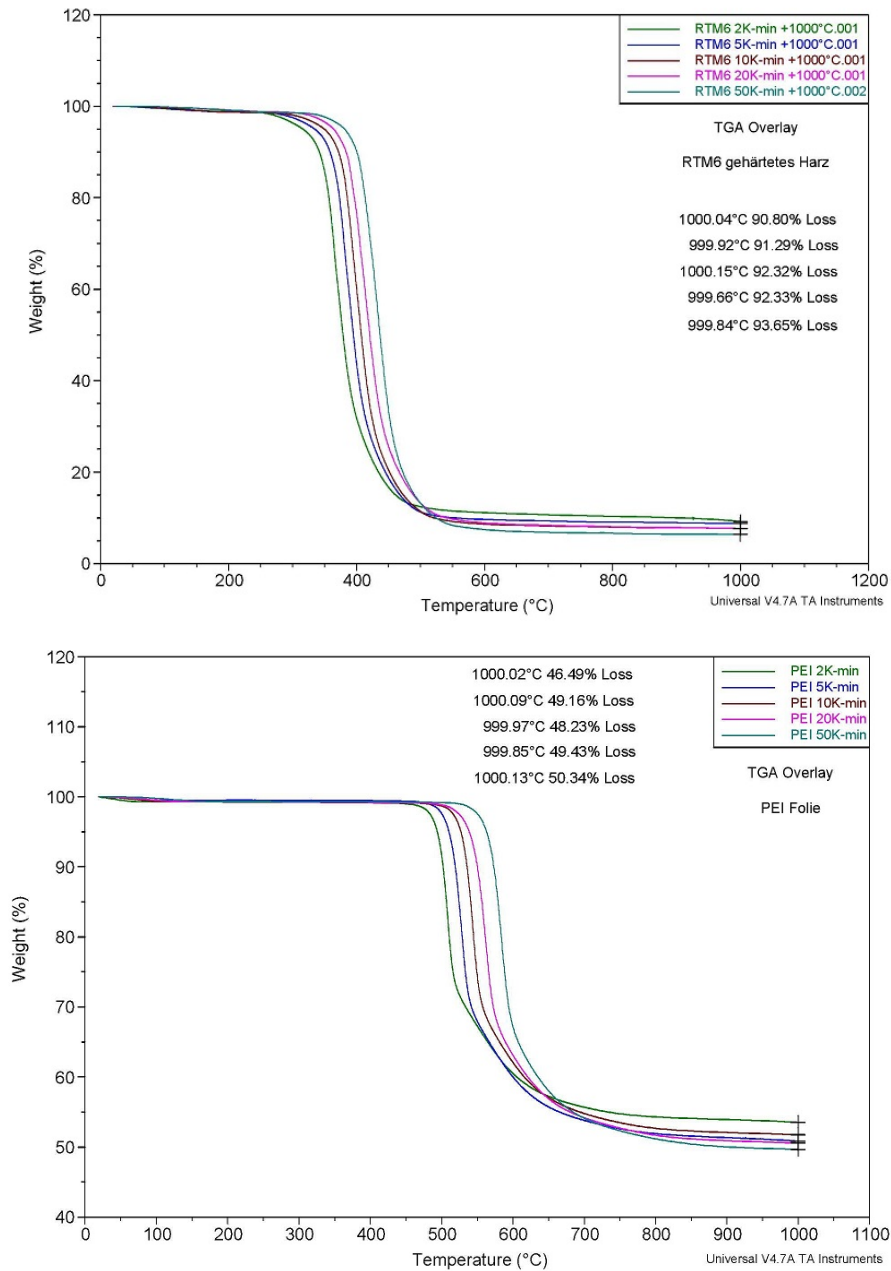 120
RTM6 2K-min +1000°C.001
RTM6 5K-min +1000°C.001
RTM6 10K-min +1000°C.001
RTM6 20K-min +1000°C.001
RTM6 50K-min +1000°C.002
100
TGA Overlay
RTM6 gehärtetes Harz
80
1000.04°C 90.80% Loss
999.92°C 91.29% Loss
1000.15°C 92.32% Loss
999.66°C 92.33% Loss
999.84°C 93.65% Loss
Weight (%)
60
40
20
0
0 200 400 600 800 1000 1200
Temperature (°C)
Universal V4.7A TA Instruments
120
1000.02°C 46.49% Loss
1000.09°C 49.16% Loss
999.97°C 48.23% Loss
999.85°C 49.43% Loss
1000.13°C 50.34% Loss
PEI 2K-min
PEI 5K-min
PEI 10K-min
PEI 20K-min
PEI 50K-min
TGA Overlay
PEI Folie
110
100
90
Weight (%)
80
70
60
50
40
0 100 200 300 400 500 600 700 800 900 1000 1100
Temperature (°C)
Universal V4.7A TA Instruments